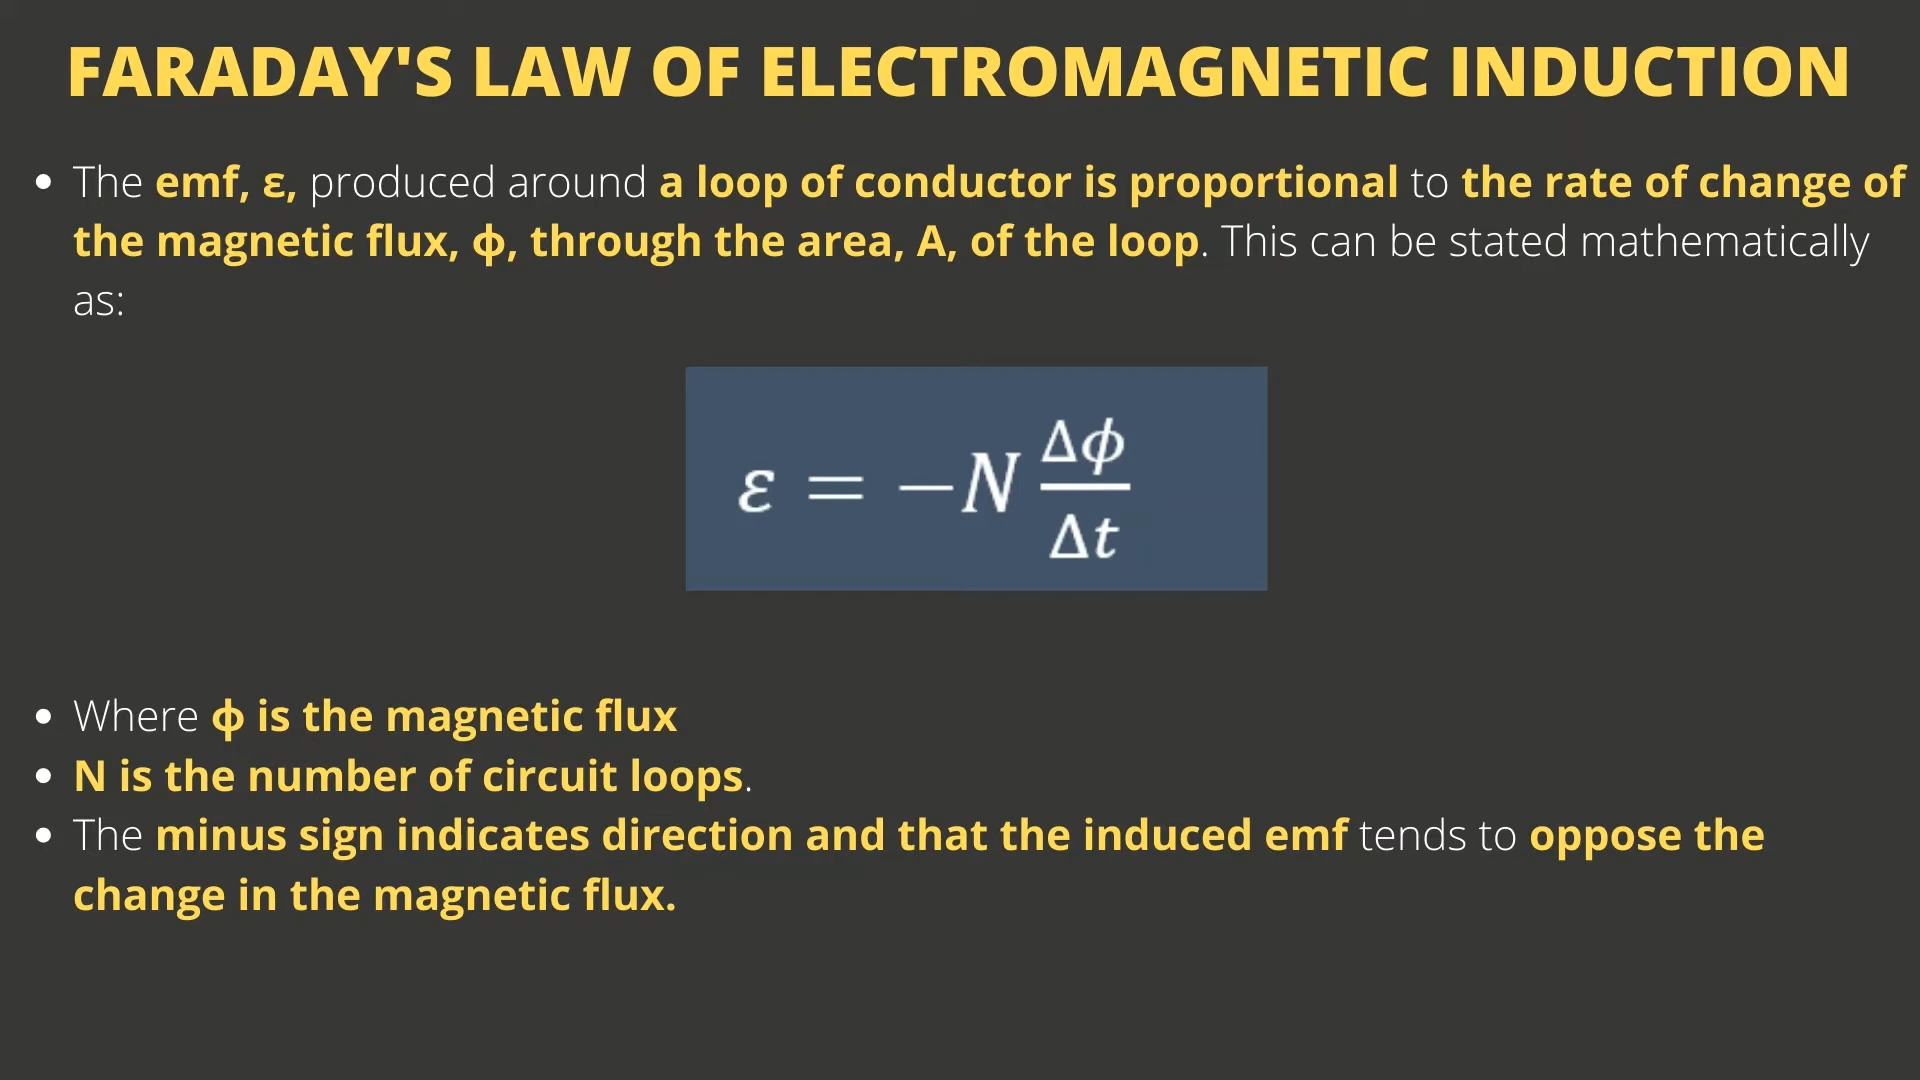 FARADAY'S LAW OF ELECTROMAGNETIC INDUCTION
• The emf, ε, produced around a loop of conductor is proportional to the rate of change of
the magnetic flux, ϕ, through the area, A, of the loop. This can be stated mathematically
as:
ε = −N Δϕ/Δt
• Where ϕ is the magnetic flux
• N is the number of circuit loops.
• The minus sign indicates direction and that the induced emf tends to oppose the
change in the magnetic flux.